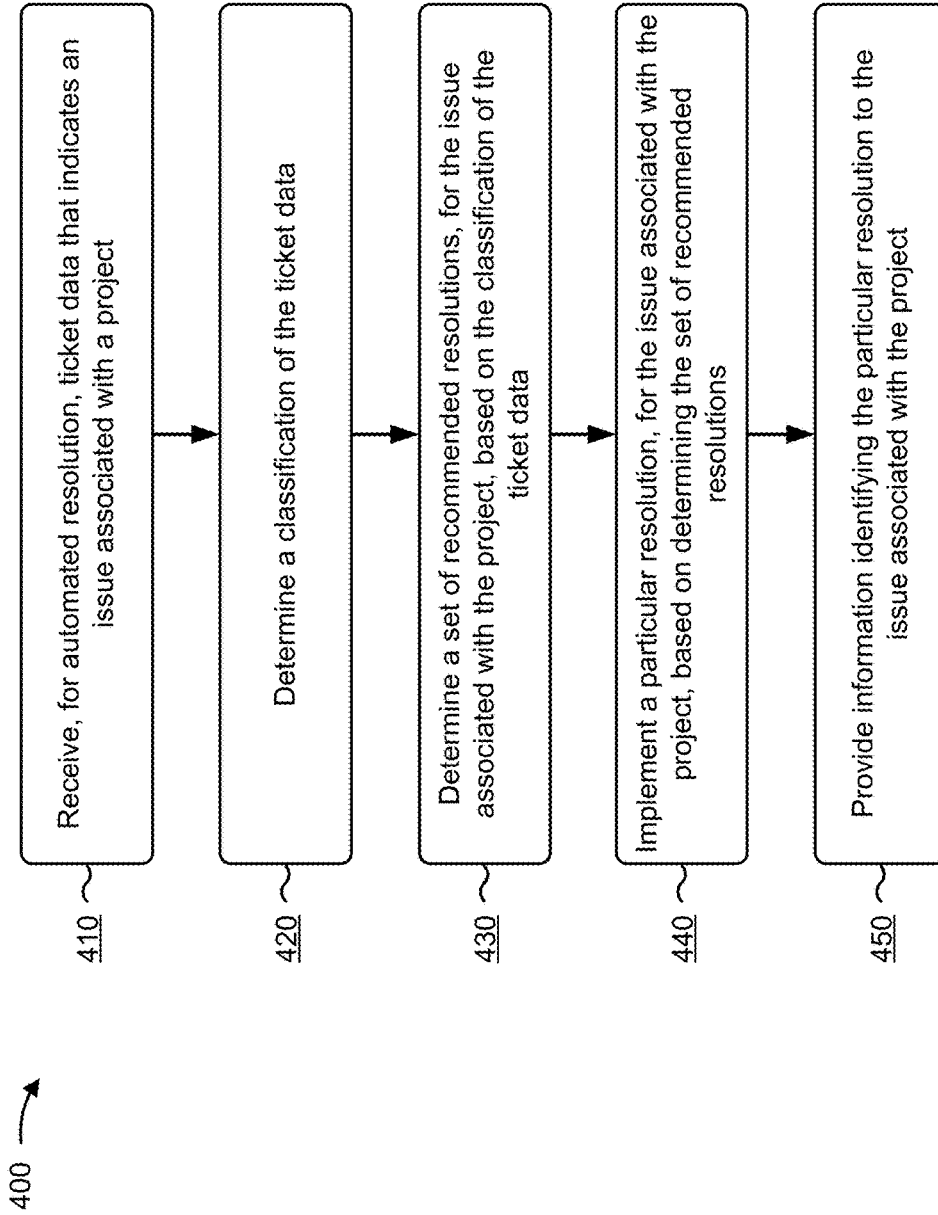 400
410
Receive, for automated resolution, ticket data that indicates an
issue associated with a project
420
Determine a classification of the ticket data
430
Determine a set of recommended resolutions, for the issue
associated with the project, based on the classification of the
ticket data
440
Implement a particular resolution, for the issue associated with the
project, based on determining the set of recommended
resolutions
450
Provide information identifying the particular resolution to the
issue associated with the project